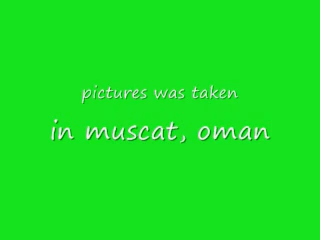 pictures was taken
in muscat, oman